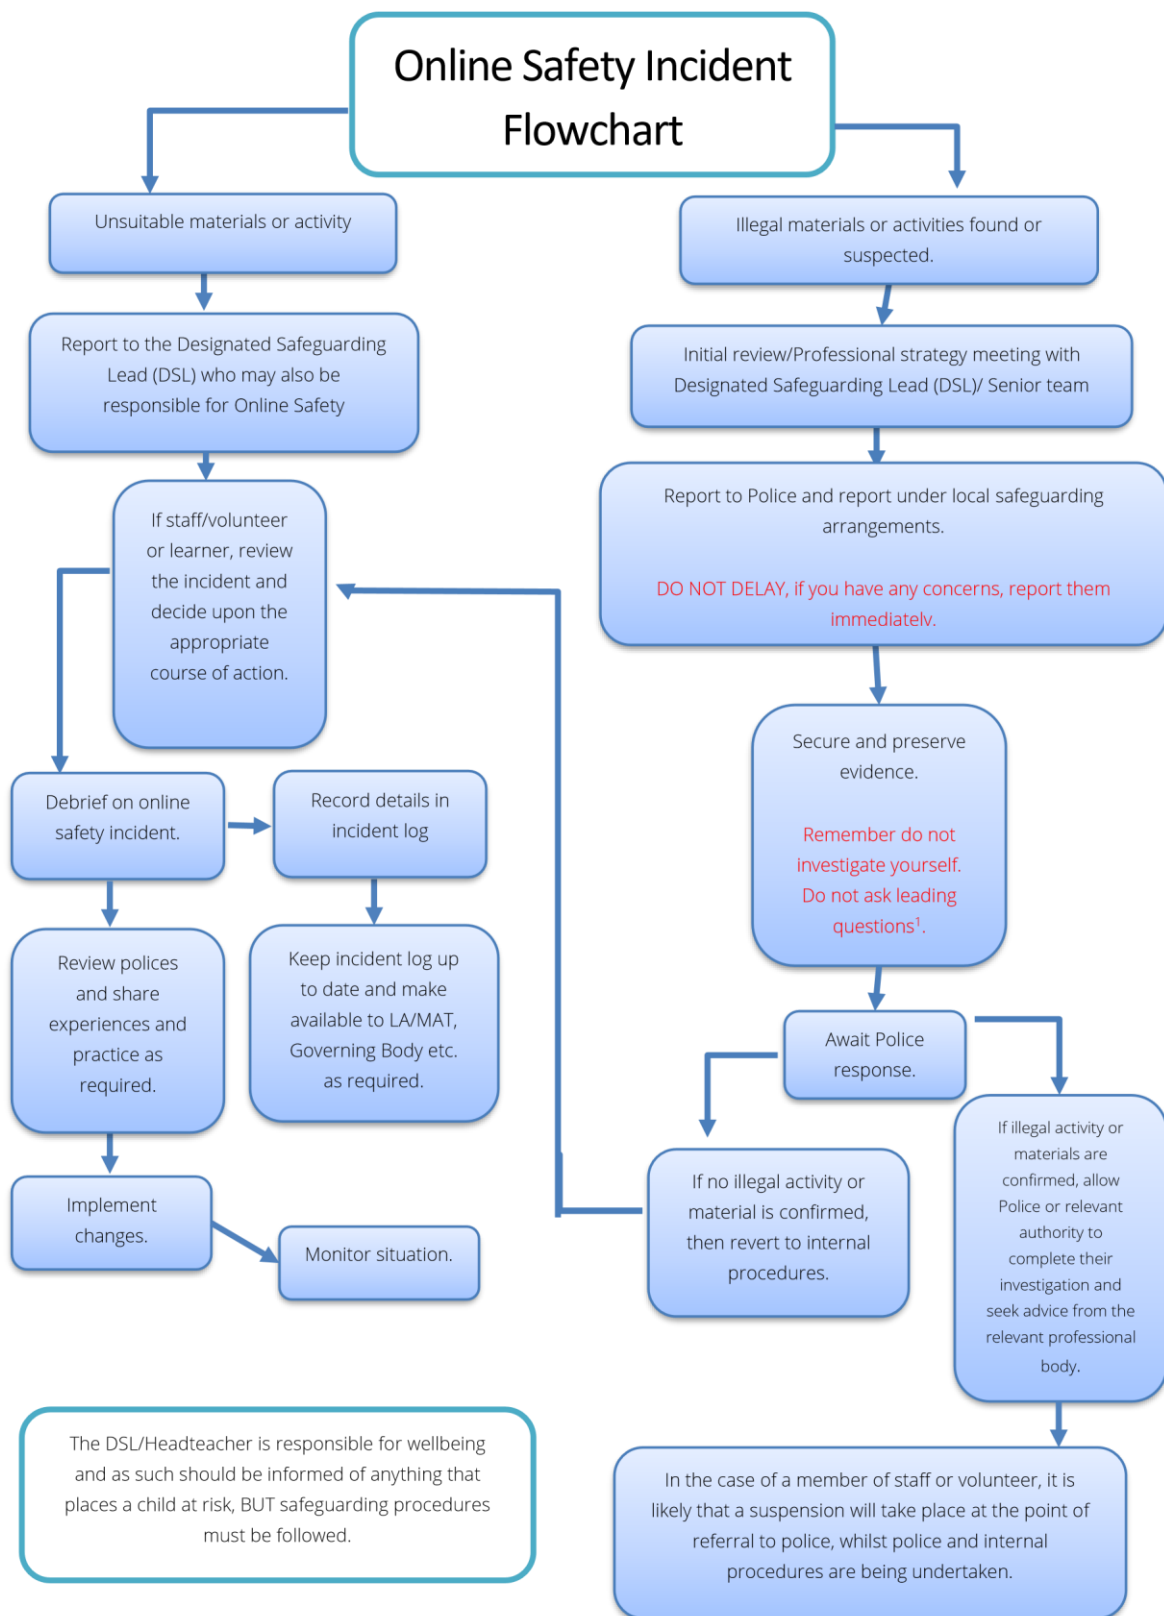 Online Safety Incident
Flowchart
Unsuitable materials or activity
Report to the Designated Safeguarding
Lead (DSL) who may also be
responsible for Online Safety
If staff/volunteer
or learner, review
the incident and
decide upon the
appropriate
course of action.
Debrief on online
safety incident.
Record details in
incident log
Review polices
and share
experiences and
practice as
required.
Keep incident log up
to date and make
available to LA/MAT,
Governing Body etc.
as required.
Implement
changes.
Monitor situation.
Illegal materials or activities found or
suspected.
Initial review/Professional strategy meeting with
Designated Safeguarding Lead (DSL)/ Senior team
Report to Police and report under local safeguarding
arrangements.
DO NOT DELAY, if you have any concerns, report them
immediately.
Secure and preserve
evidence.
Remember do not
investigate yourself.
Do not ask leading
questions¹.
Await Police
response.
If no illegal activity or
material is confirmed,
then revert to internal
procedures.
If illegal activity or
materials are
confirmed, allow
Police or relevant
authority to
complete their
investigation and
seek advice from the
relevant professional
body.
In the case of a member of staff or volunteer, it is
likely that a suspension will take place at the point of
referral to police, whilst police and internal
procedures are being undertaken.
The DSL/Headteacher is responsible for wellbeing
and as such should be informed of anything that
places a child at risk, BUT safeguarding procedures
must be followed.